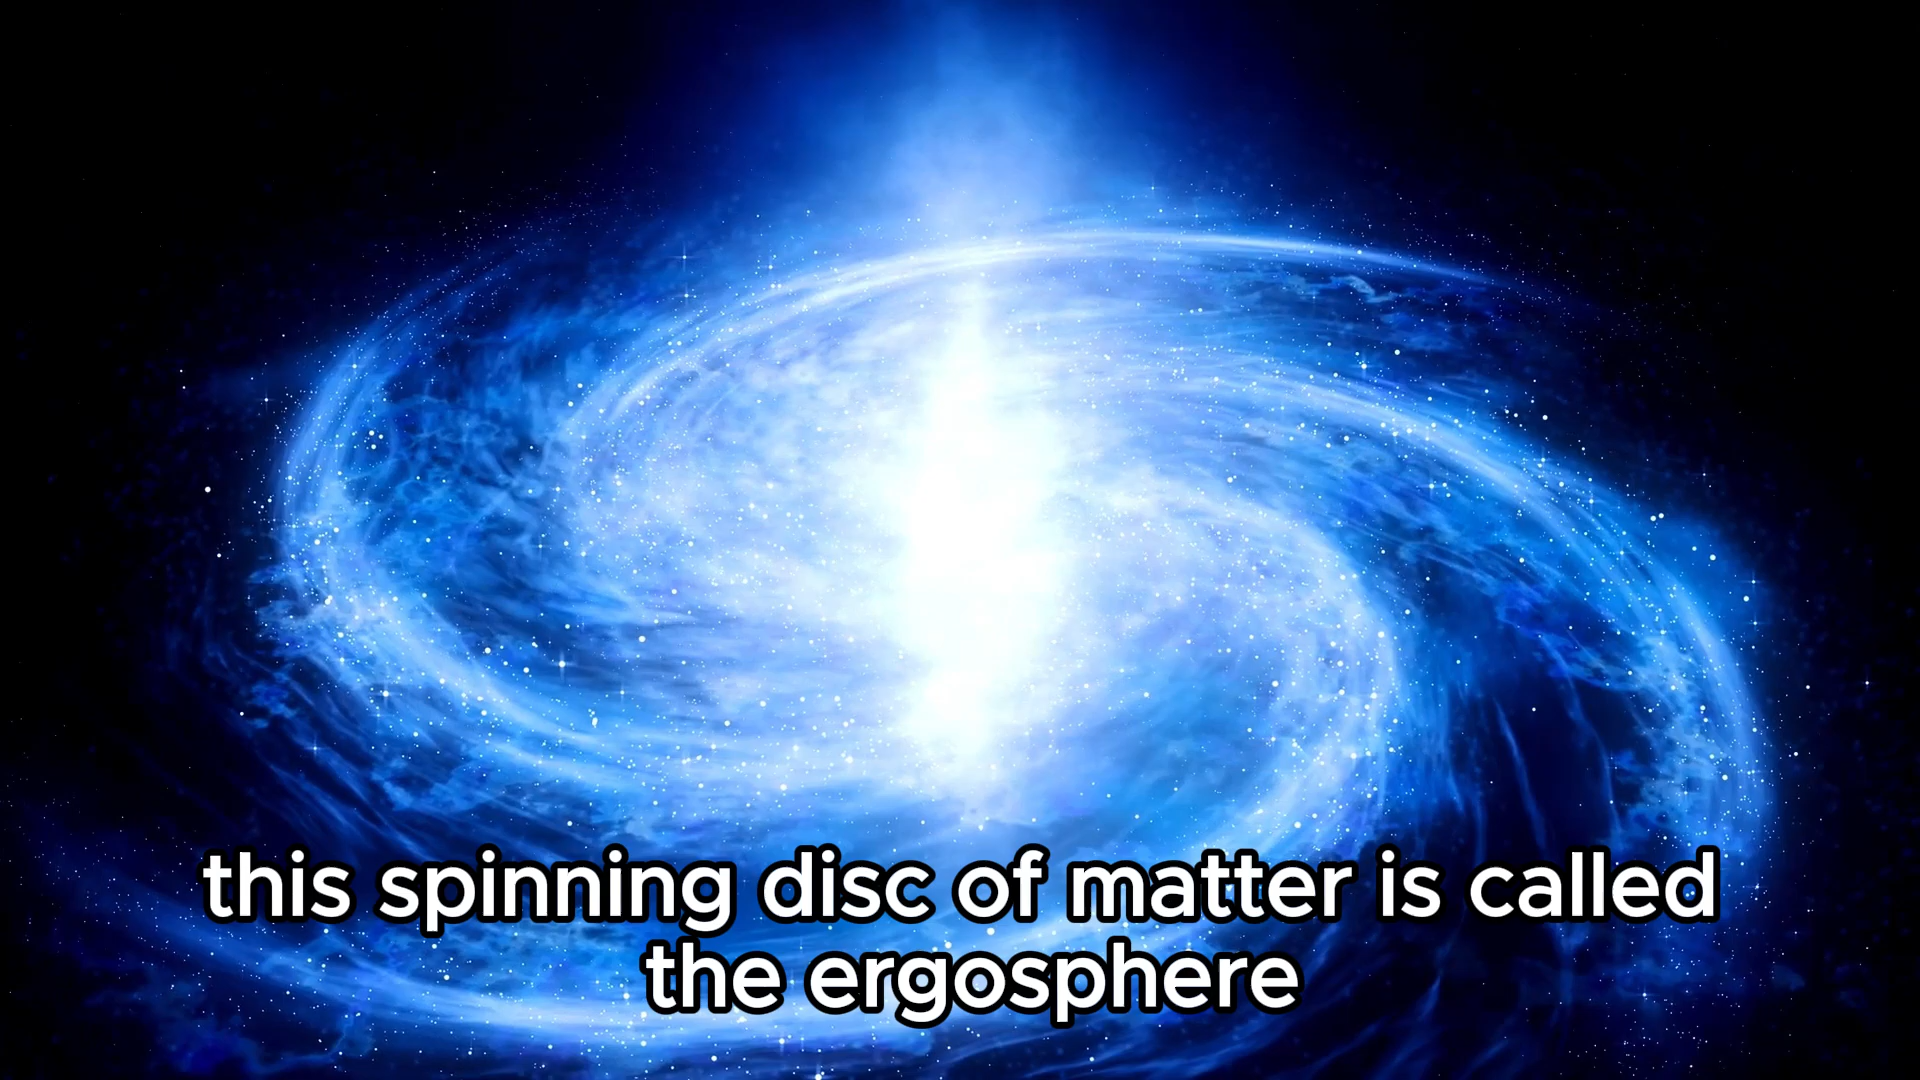 this spinning disc of matter is called
the ergosphere